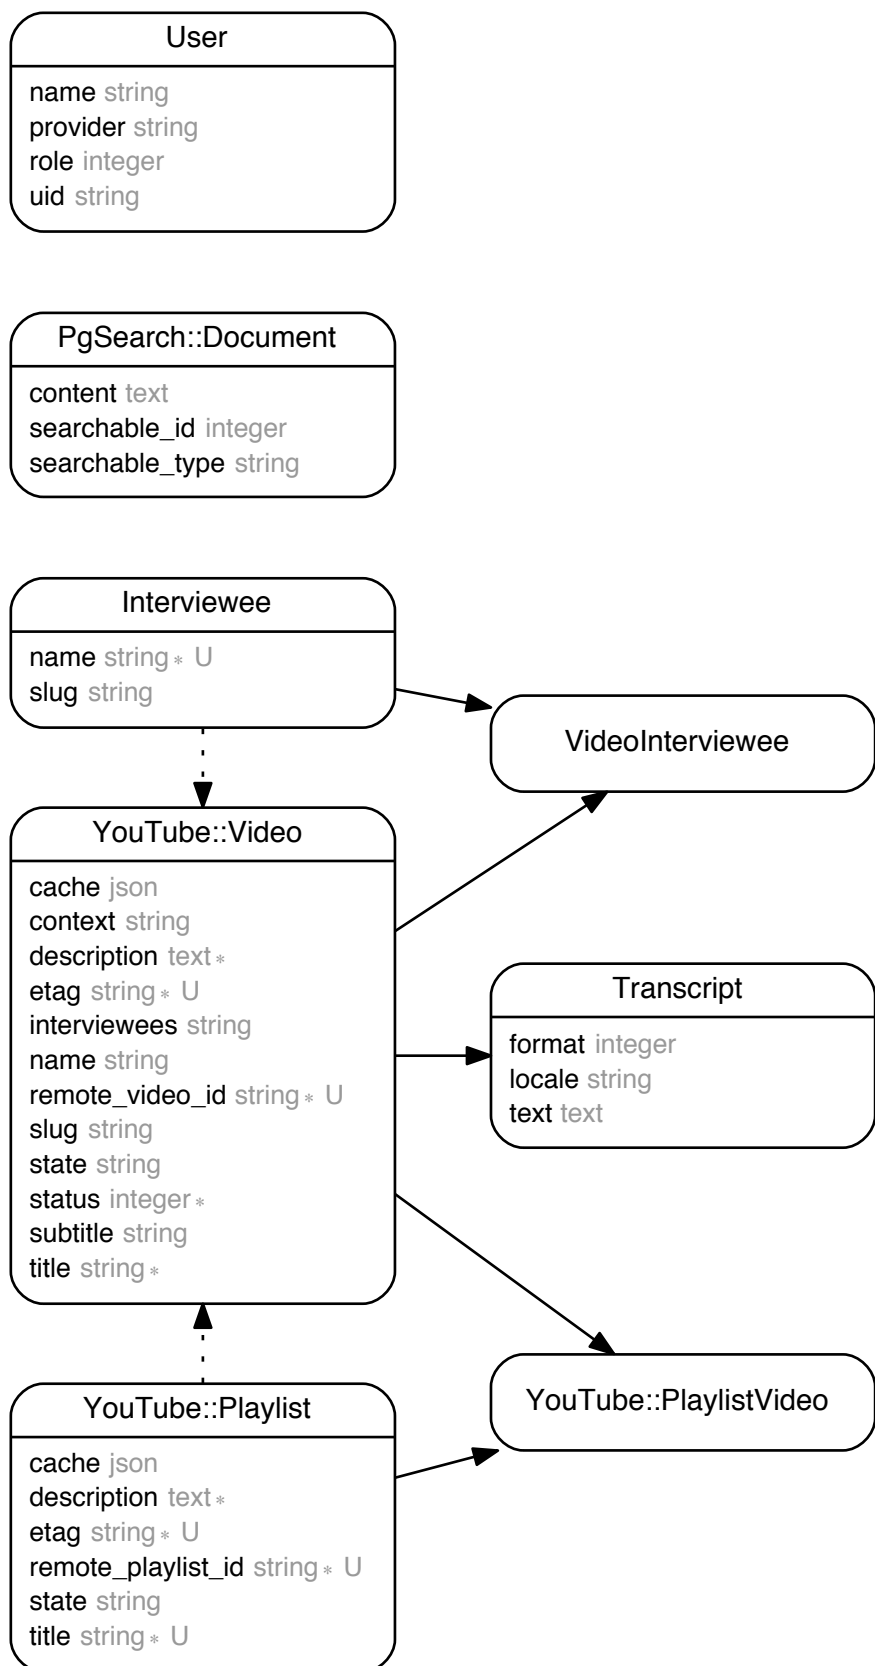 User
name string
provider string
role integer
uid string
PgSearch::Document
content text
searchable_id integer
searchable_type string
Interviewee
name string * U
slug string
VideoInterviewee
YouTube::Video
cache json
context string
description text *
etag string * U
interviewees string
name string
remote_video_id string * U
slug string
state string
status integer *
subtitle string
title string *
Transcript
format integer
locale string
text text
YouTube::PlaylistVideo
YouTube::Playlist
cache json
description text *
etag string * U
remote_playlist_id string * U
state string
title string * U